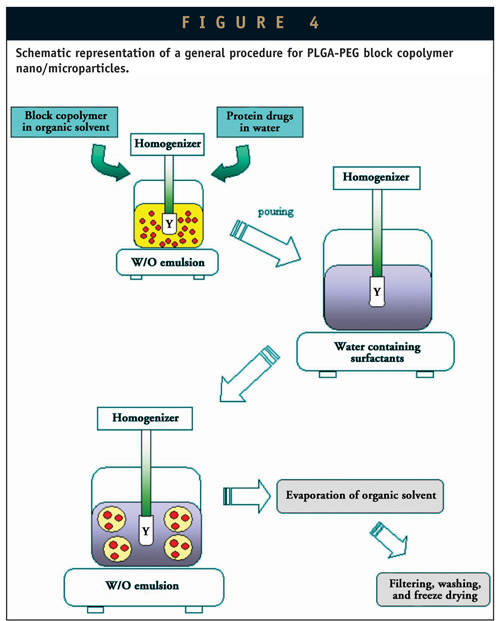 FIGURE 4
Schematic representation of a general procedure for PLGA-PEG block copolymer
nano/microparticles.
Block copolymer
in organic solvent
Protein drugs
in water
Homogenizer
Y
W/O emulsion
pouring
Homogenizer
Y
Water containing
surfactants
Homogenizer
Y
W/O emulsion
Evaporation of organic solvent
Filtering, washing,
and freeze drying